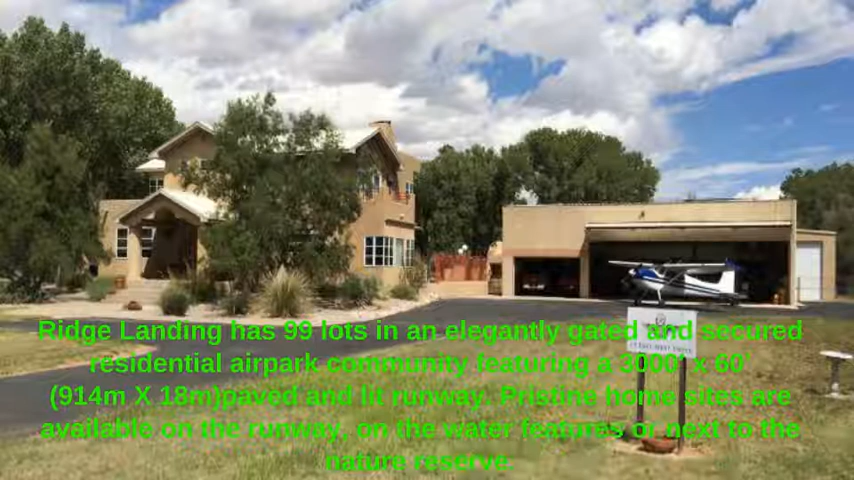 Ridge Landing has 99 lots in an elegantly gated and secured
residential airpark community featuring a 3000' x 60'
(914m X 18m)paved and lit runway. Pristine home sites are
available on the runway, on the water features or next to the
nature reserve.